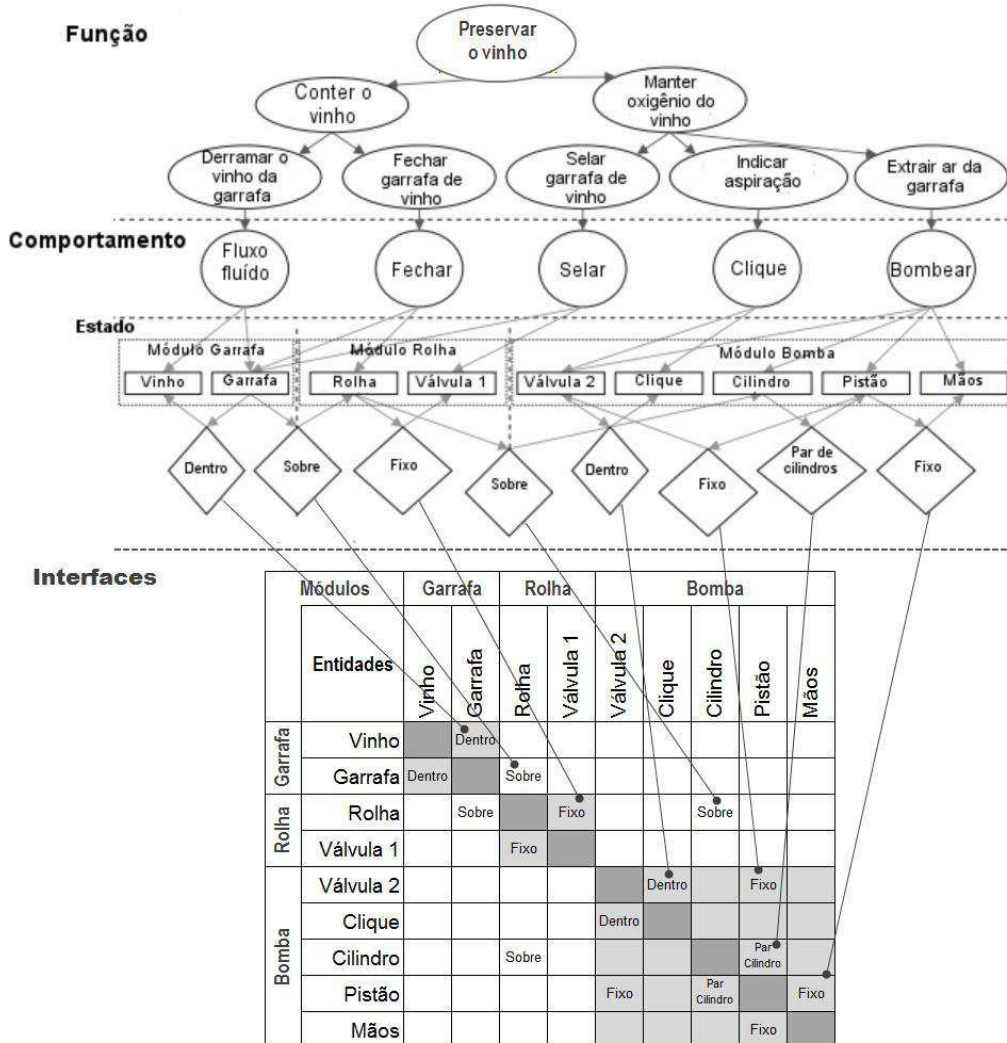 Função
Preservar
o vinho
Conter o
vinho
Manter
oxigênio do
vinho
Derramar o
vinho da
garrafa
Fechar
garrafa de
vinho
Selar
garrafa de
vinho
Indicar
aspiração
Extrair ar da
garrafa
Comportamento
Fluxo
fluído
Fechar
Selar
Clique
Bombear
Estado
Módulo Garrafa
Módulo Rolha
Módulo Bomba
Vinho
Garrafa
Rolha
Válvula 1
Válvula 2
Clique
Cilindro
Pistão
Mãos
Dentro
Sobre
Fixo
Sobre
Dentro
Fixo
Par de
cilindros
Fixo
Interfaces
Módulos Garrafa Rolha Bomba
Entidades Vinho Garrafa Rolha Válvula 1 Válvula 2 Clique Cilindro Pistão Mãos
Garrafa
Vinho Dentro
Garrafa Dentro Sobre
Rolha
Rolha Sobre Fixo Sobre
Válvula 1 Fixo
Bomba
Válvula 2 Dentro Fixo
Clique Dentro
Cilindro Sobre Par Cilindro
Pistão Fixo Par Cilindro Fixo
Mãos Fixo